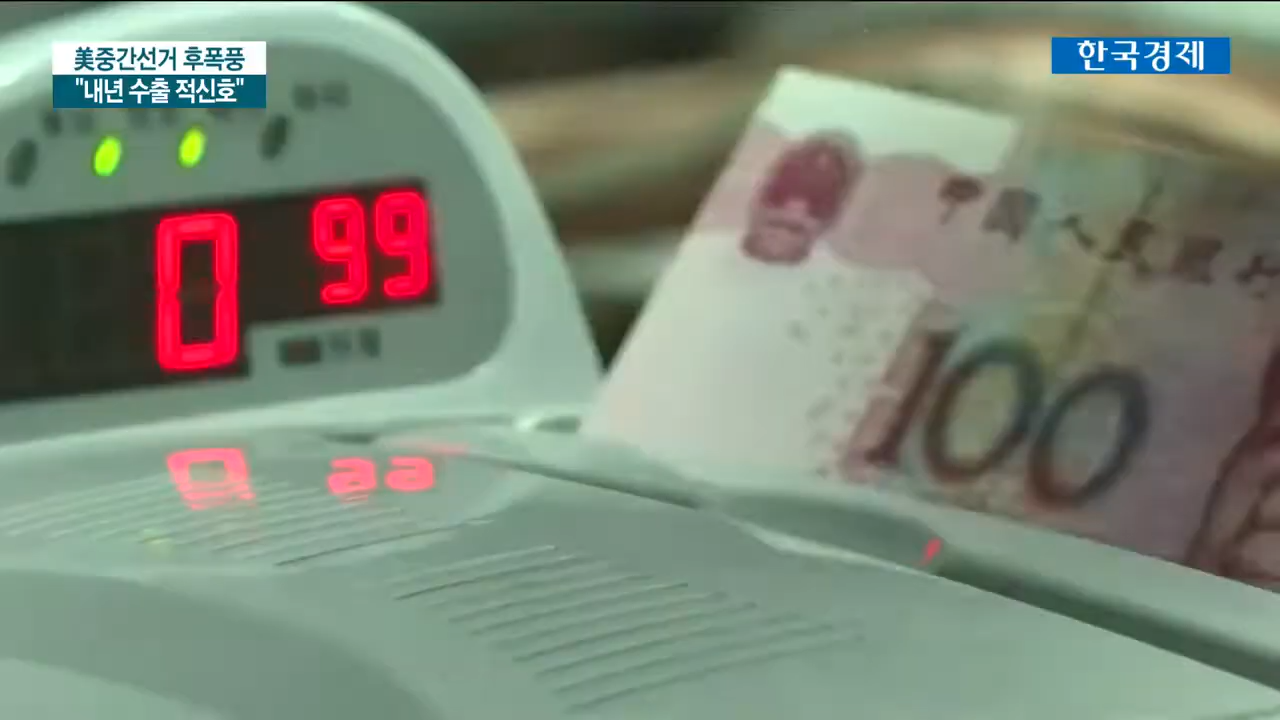 美중간선거 후폭풍
"내년 수출 적신호"
한국경제
0 99
中国人民银
100